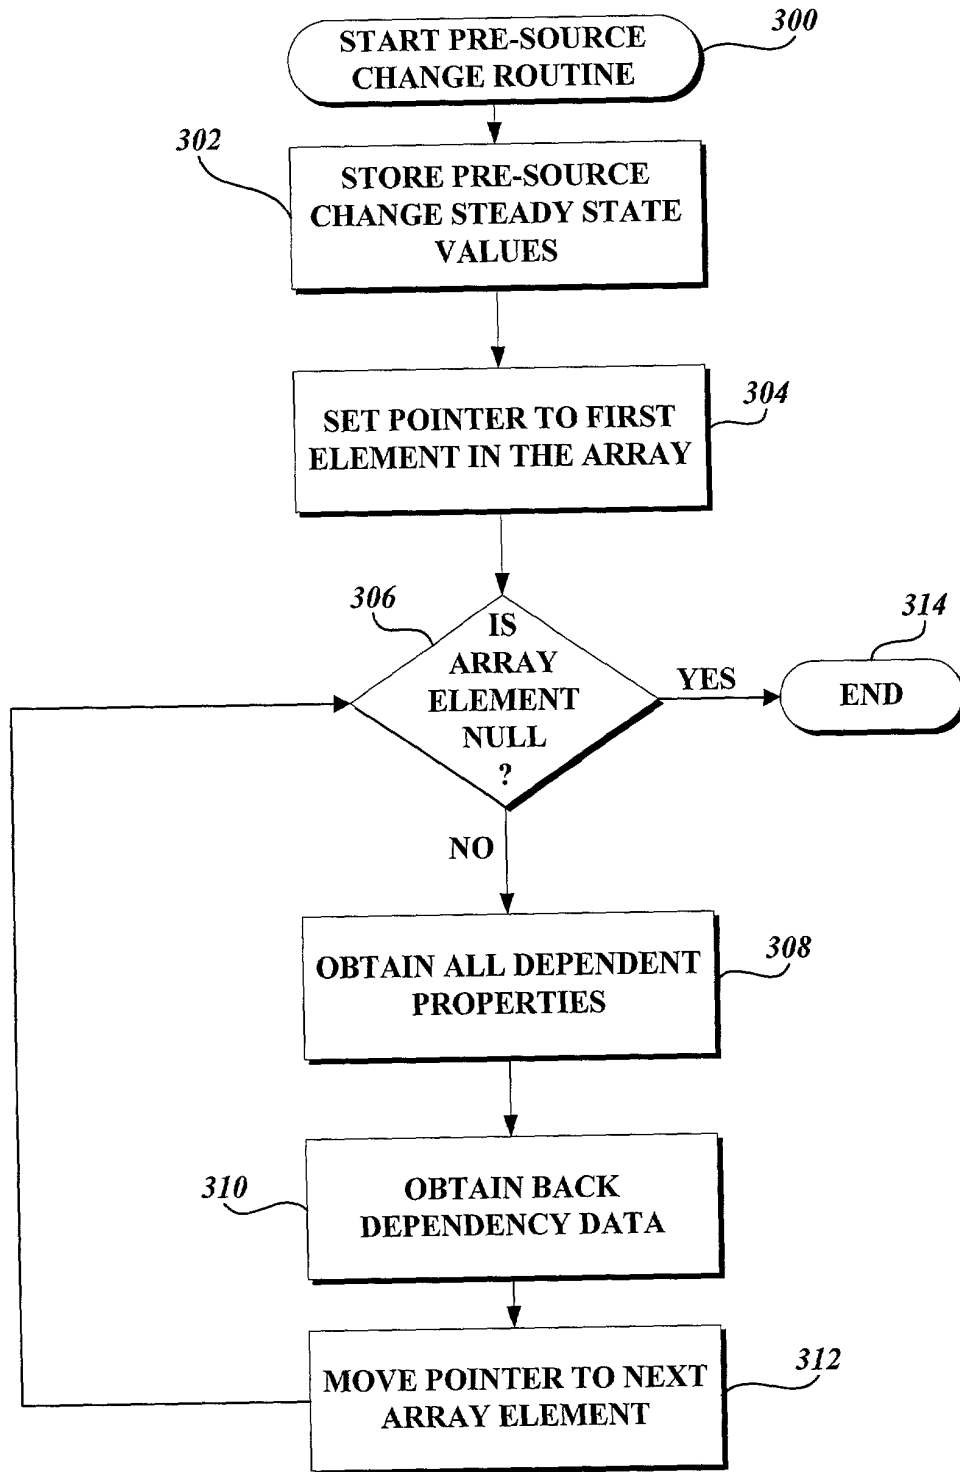 START PRE-SOURCE
CHANGE ROUTINE
300
302
STORE PRE-SOURCE
CHANGE STEADY STATE
VALUES
SET POINTER TO FIRST
ELEMENT IN THE ARRAY
304
306
IS
ARRAY
ELEMENT
NULL
?
YES
314
END
NO
OBTAIN ALL DEPENDENT
PROPERTIES
308
310
OBTAIN BACK
DEPENDENCY DATA
MOVE POINTER TO NEXT
ARRAY ELEMENT
312